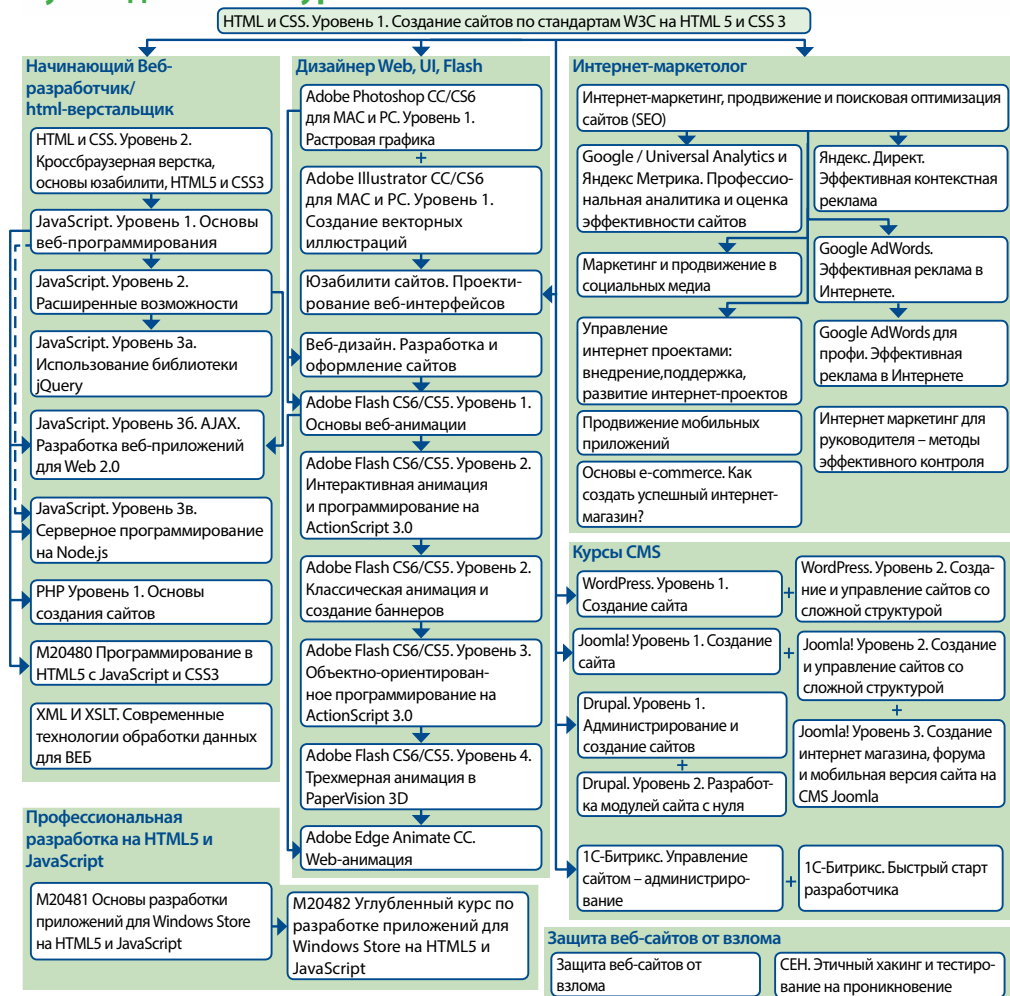 HTML и CSS. Уровень 1. Создание сайтов по стандартам W3C на HTML 5 и CSS 3
Начинающий Веб-
разработчик/
html-верстальщик
HTML и CSS. Уровень 2.
Кроссбраузерная верстка,
основы юзабилити, HTML5 и CSS3
JavaScript. Уровень 1. Основы
веб-программирования
JavaScript. Уровень 2.
Расширенные возможности
JavaScript. Уровень 3а.
Использование библиотеки
jQuery
JavaScript. Уровень 3б. AJAX.
Разработка веб-приложений
для Web 2.0
JavaScript. Уровень 3в.
Серверное программирование
на Node.js
PHP Уровень 1. Основы
создания сайтов
М20480 Программирование в
HTML5 с JavaScript и CSS3
XML И XSLT. Современные
технологии обработки данных
для ВЕБ
Дизайнер Web, UI, Flash
Adobe Photoshop CC/CS6
для MAC и PC. Уровень 1.
Растровая графика
+
Adobe Illustrator CC/CS6
для MAC и PC. Уровень 1.
Создание векторных
иллюстраций
Юзабилити сайтов. Проекти-
рование веб-интерфейсов
Веб-дизайн. Разработка и
оформление сайтов
Adobe Flash CS6/CS5. Уровень 1.
Основы веб-анимации
Adobe Flash CS6/CS5. Уровень 2.
Интерактивная анимация
и программирование на
ActionScript 3.0
Adobe Flash CS6/CS5. Уровень 2.
Классическая анимация и
создание баннеров
Adobe Flash CS6/CS5. Уровень 3.
Объектно-ориентирован-
ное программирование на
ActionScript 3.0
Adobe Flash CS6/CS5. Уровень 4.
Трехмерная анимация в
PaperVision 3D
Adobe Edge Animate CC.
Web-анимация
Интернет-маркетолог
Интернет-маркетинг, продвижение и поисковая оптимизация
сайтов (SEO)
Google / Universal Analytics и
Яндекс Метрика. Профессио-
нальная аналитика и оценка
эффективности сайтов
Яндекс. Директ.
Эффективная контекстная
реклама
Маркетинг и продвижение в
социальных медиа
Google AdWords.
Эффективная реклама в
Интернете.
Управление
интернет проектами:
внедрение,поддержка,
развитие интернет-проектов
Google AdWords для
профи. Эффективная
реклама в Интернете
Продвижение мобильных
приложений
Интернет маркетинг для
руководителя – методы
эффективного контроля
Основы e-commerce. Как
создать успешный интернет-
магазин?
Курсы CMS
WordPress. Уровень 1.
Создание сайта
+
WordPress. Уровень 2. Созда-
ние и управление сайтов со
сложной структурой
Joomla! Уровень 1. Создание
сайта
+
Joomla! Уровень 2. Создание
и управление сайтов со
сложной структурой
+
Joomla! Уровень 3. Создание
интернет магазина, форума
и мобильная версия сайта на
CMS Joomla
Drupal. Уровень 1.
Администрирование и
создание сайтов
+
Drupal. Уровень 2. Разработ-
ка модулей сайта с нуля
1С-Битрикс. Управление
сайтом – администриро-
вание
+
1С-Битрикс. Быстрый старт
разработчика
Профессиональная
разработка на HTML5 и
JavaScript
М20481 Основы разработки
приложений для Windows Store
на HTML5 и JavaScript
М20482 Углубленный курс по
разработке приложений для
Windows Store на HTML5 и
JavaScript
Защита веб-сайтов от взлома
Защита веб-сайтов от
взлома
CEH. Этичный хакинг и тестиро-
вание на проникновение